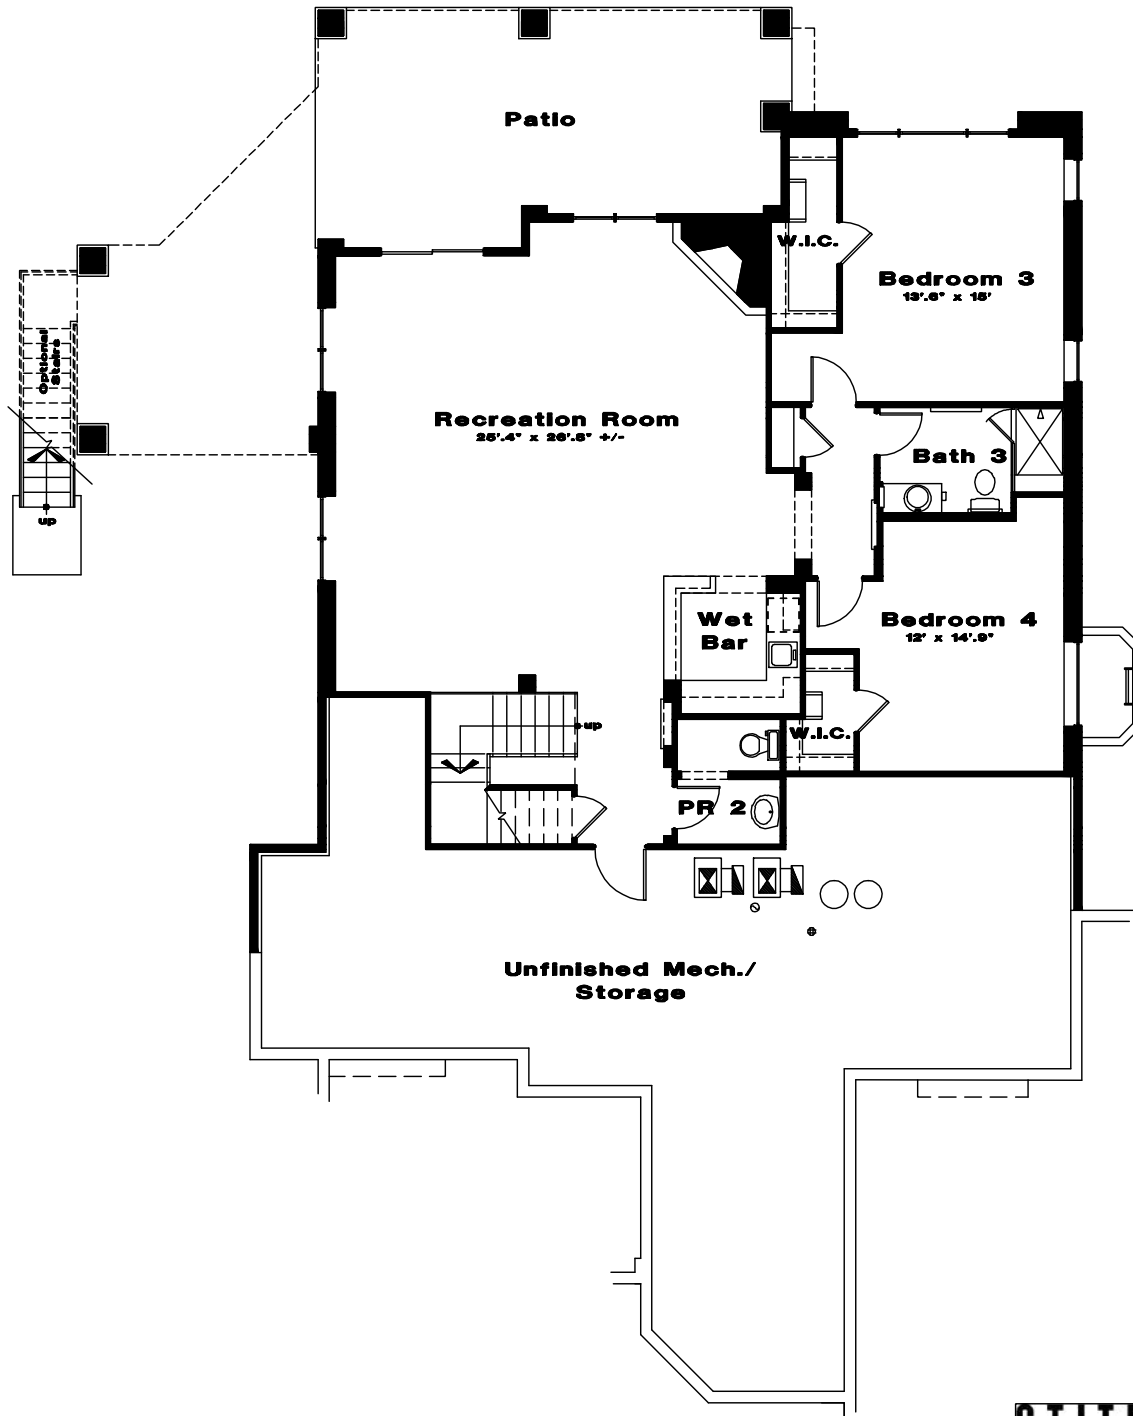 Patio
W.I.C.
Bedroom 3
13'.6" x 15'
Optional
Stairs
Recreation Room
25'.4" x 26'.8" +/-
Bath 3
up
Wet
Bar
Bedroom 4
12' x 14'.9"
up
W.I.C.
PR 2
Unfinished Mech./
Storage